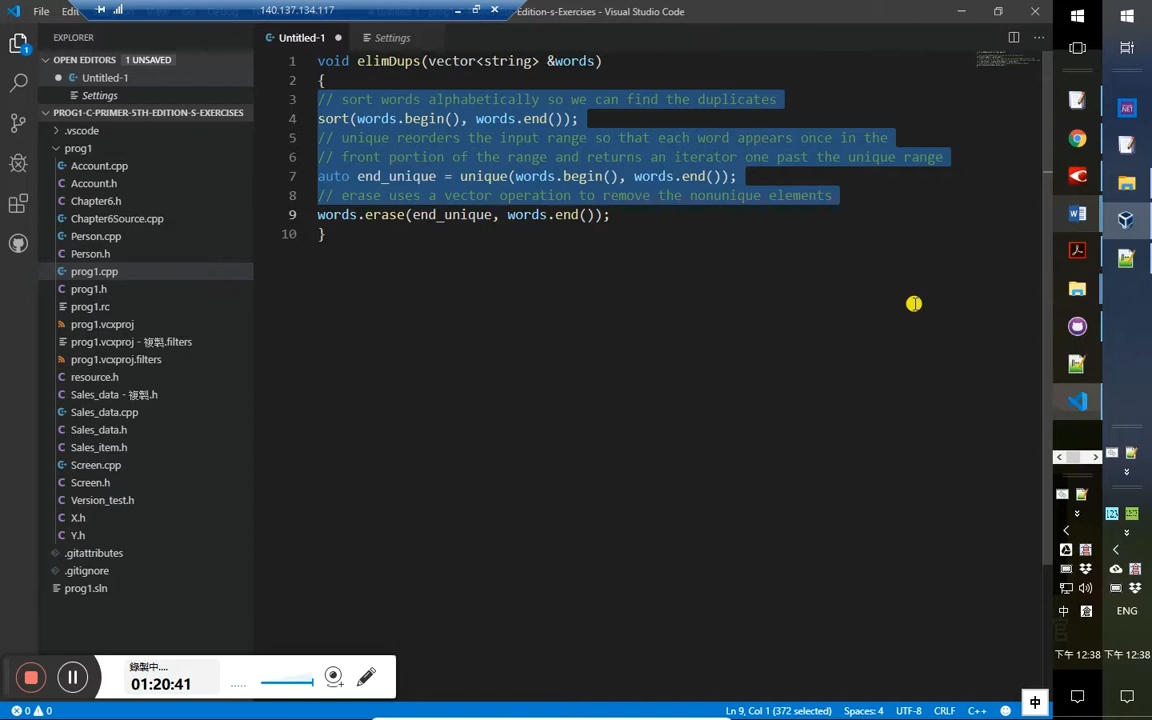 File Edit 140.137.134.117 -Edition-s-Exercises - Visual Studio Code
EXPLORER
OPEN EDITORS 1 UNSAVED
Untitled-1
Settings
PROG1-C-PRIMER-5TH-EDITION-S-EXERCISES
.vscode
prog1
Account.cpp
Account.h
Chapter6.h
Chapter6Source.cpp
Person.cpp
Person.h
prog1.cpp
prog1.h
prog1.rc
prog1.vcxproj
prog1.vcxproj - 複製.filters
prog1.vcxproj.filters
resource.h
Sales_data - 複製.h
Sales_data.cpp
Sales_data.h
Sales_item.h
Screen.cpp
Screen.h
Version_test.h
X.h
Y.h
.gitattributes
.gitignore
prog1.sln
Untitled-1 Settings
1 void elimDups(vector<string> &words)
2 {
3 // sort words alphabetically so we can find the duplicates
4 sort(words.begin(), words.end());
5 // unique reorders the input range so that each word appears once in the
6 // front portion of the range and returns an iterator one past the unique range
7 auto end_unique = unique(words.begin(), words.end());
8 // erase uses a vector operation to remove the nonunique elements
9 words.erase(end_unique, words.end());
10 }
錄製中....
01:20:41
0 0
Ln 9, Col 1 (372 selected) Spaces: 4 UTF-8 CRLF C++
中
中 倉
ENG
下午 12:38 下午 12:38